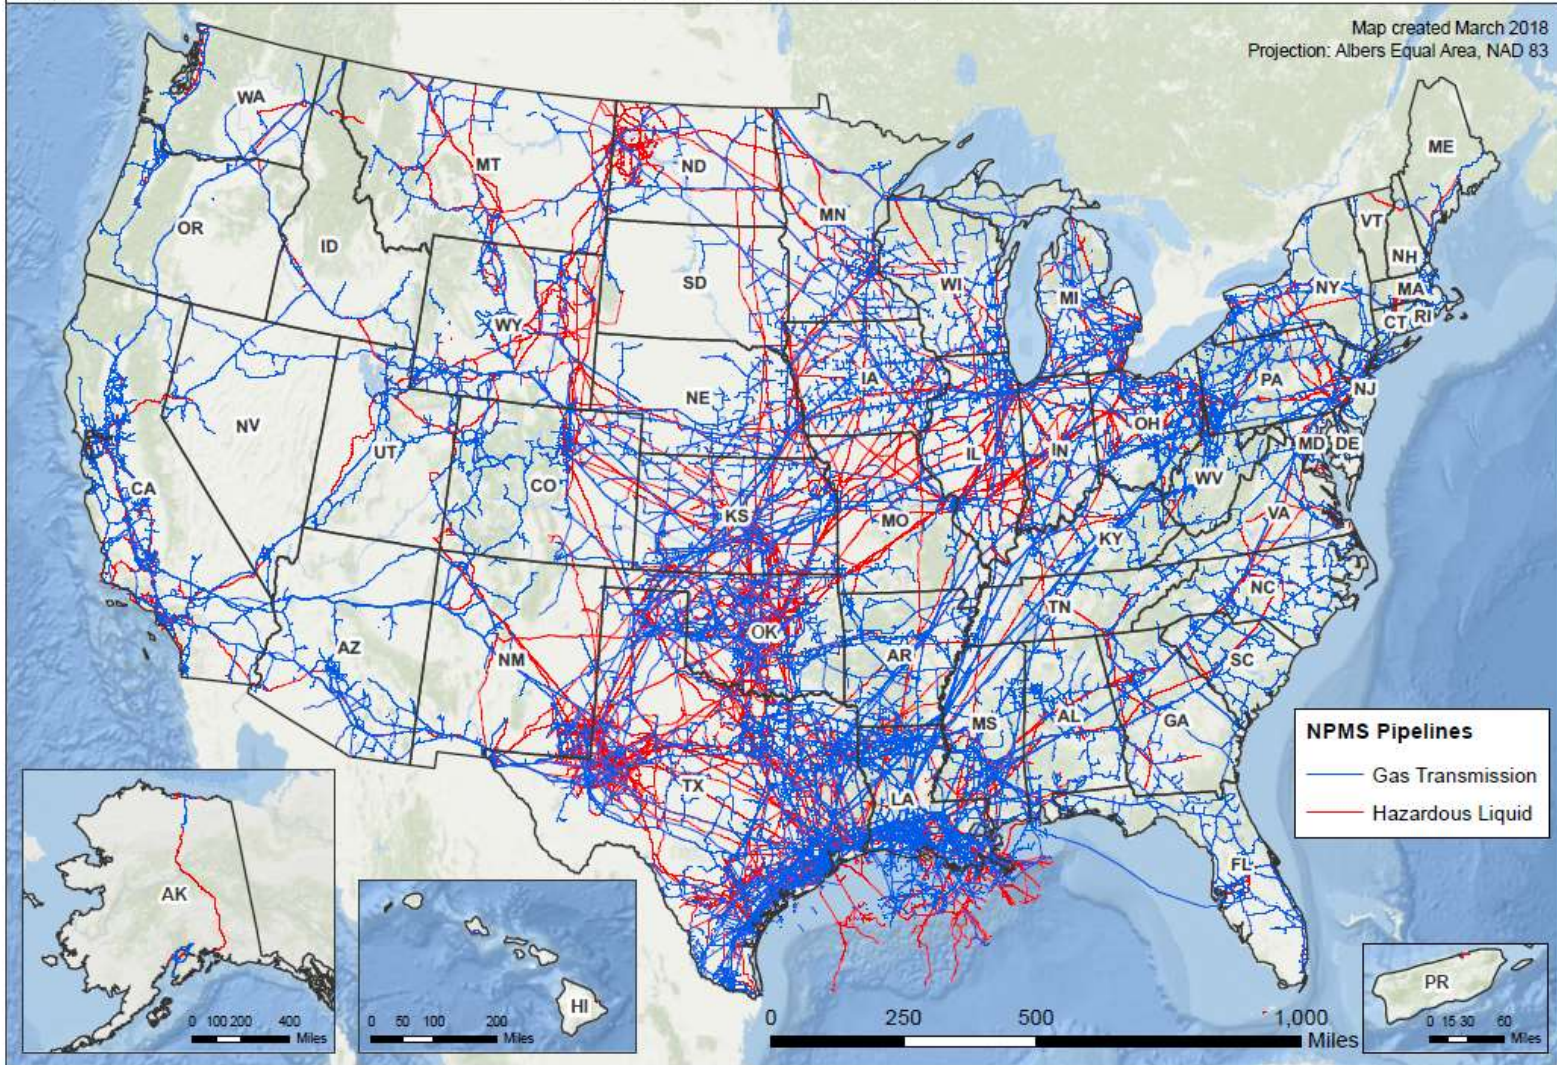 Map created March 2018
Projection: Albers Equal Area, NAD 83
WA
MT
ND
ME
OR
ID
MN
VT
NH
SD
WI
MI
NY
MA
WY
CT RI
IA
NE
PA
NJ
NV
UT
OH
MD DE
IL
IN
CO
WV
CA
KS
MO
VA
KY
NC
TN
AZ
NM
OK
AR
SC
MS
AL
GA
TX
LA
FL
NPMS Pipelines
Gas Transmission
Hazardous Liquid
AK
0 100 200 400
Miles
HI
0 50 100 200
Miles
0 250 500 1,000
Miles
PR
0 15 30 60
Miles